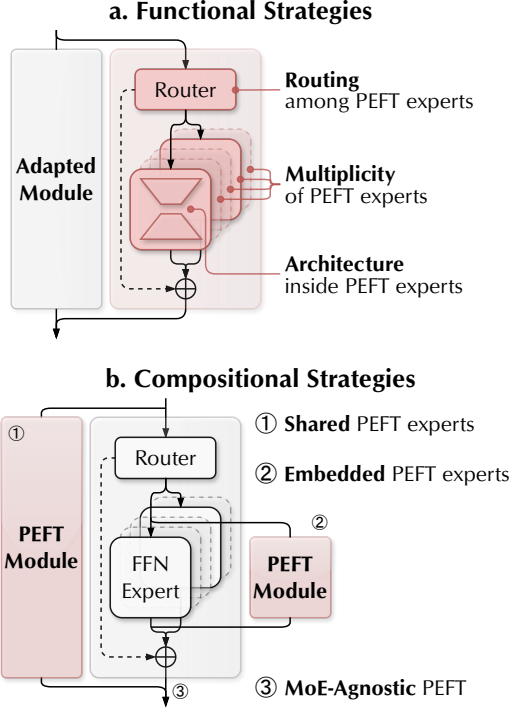 a. Functional Strategies
Router
Routing
among PEFT experts
Adapted
Module
Multiplicity
of PEFT experts
Architecture
inside PEFT experts
b. Compositional Strategies
①
① Shared PEFT experts
Router
② Embedded PEFT experts
②
PEFT
Module
FFN
Expert
PEFT
Module
③
③ MoE-Agnostic PEFT